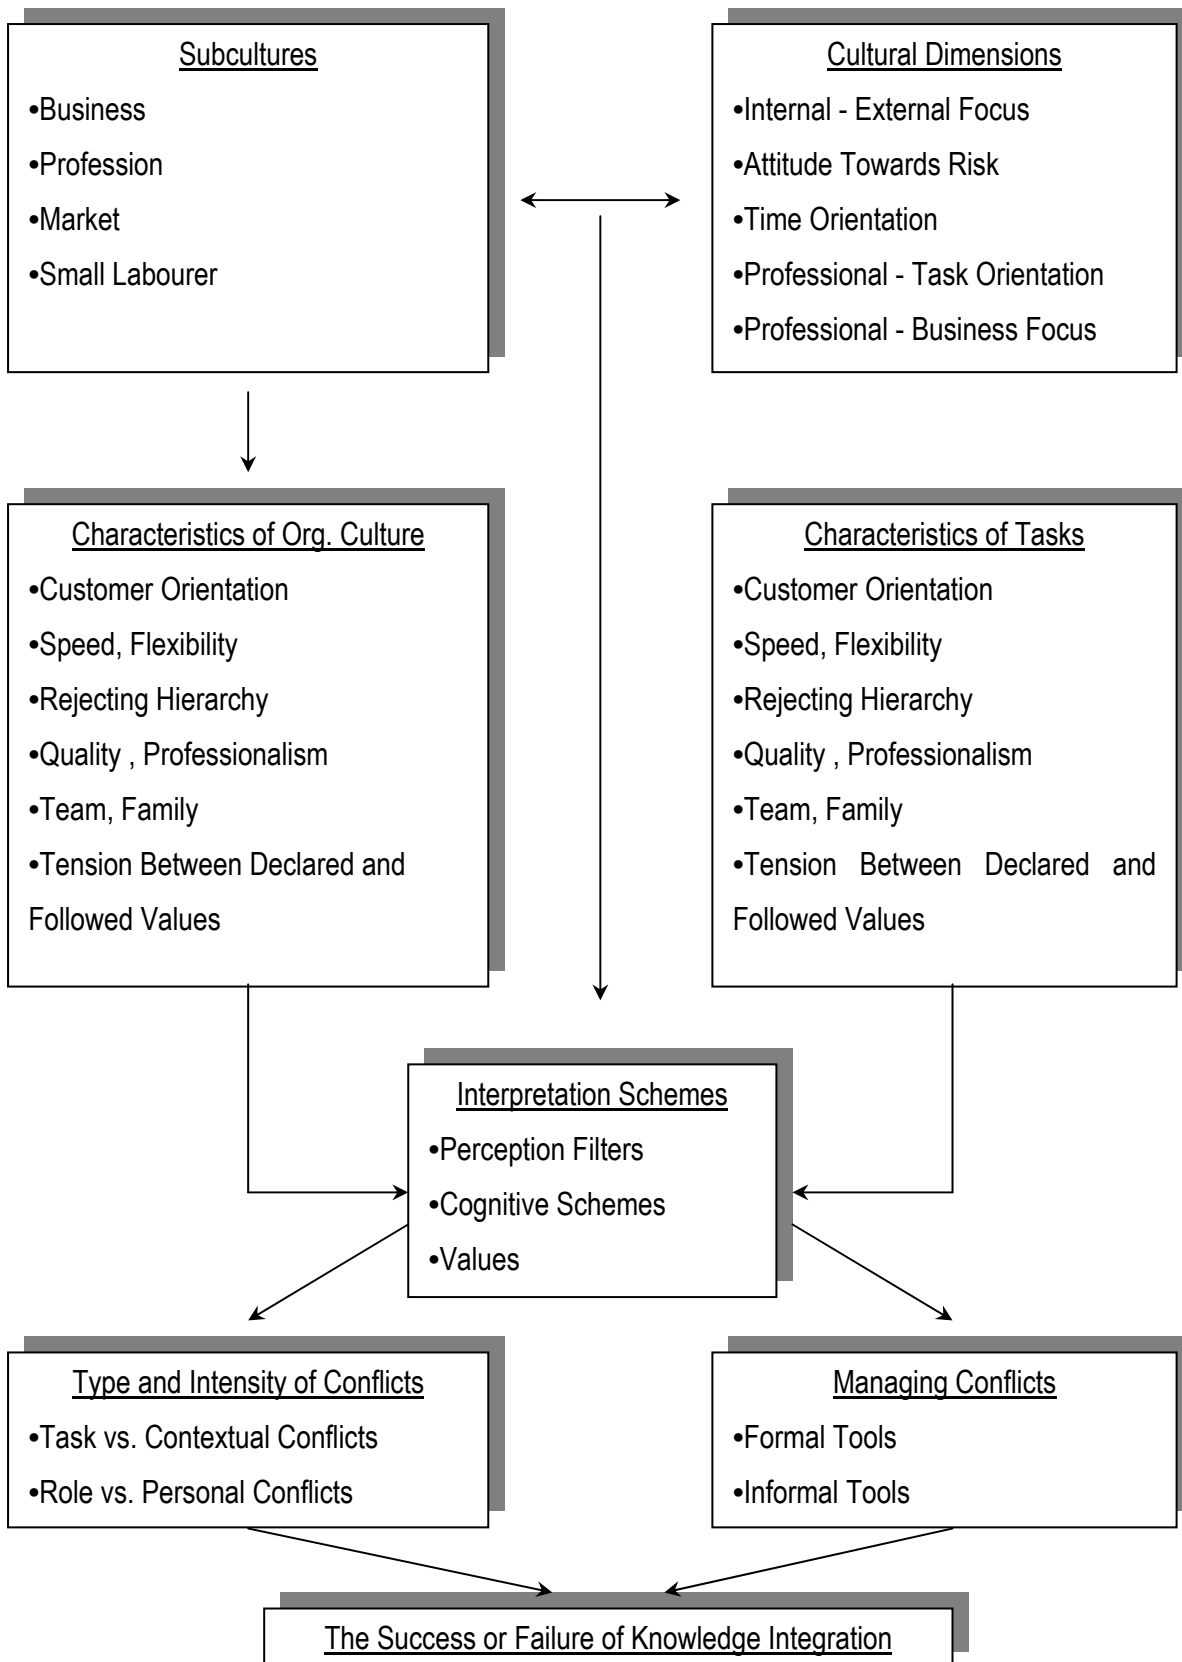 Subcultures
•Business
•Profession
•Market
•Small Labourer
Cultural Dimensions
•Internal - External Focus
•Attitude Towards Risk
•Time Orientation
•Professional - Task Orientation
•Professional - Business Focus
Characteristics of Org. Culture
•Customer Orientation
•Speed, Flexibility
•Rejecting Hierarchy
•Quality , Professionalism
•Team, Family
•Tension Between Declared and
Followed Values
Characteristics of Tasks
•Customer Orientation
•Speed, Flexibility
•Rejecting Hierarchy
•Quality , Professionalism
•Team, Family
•Tension Between Declared and
Followed Values
Interpretation Schemes
•Perception Filters
•Cognitive Schemes
•Values
Type and Intensity of Conflicts
•Task vs. Contextual Conflicts
•Role vs. Personal Conflicts
Managing Conflicts
•Formal Tools
•Informal Tools
The Success or Failure of Knowledge Integration